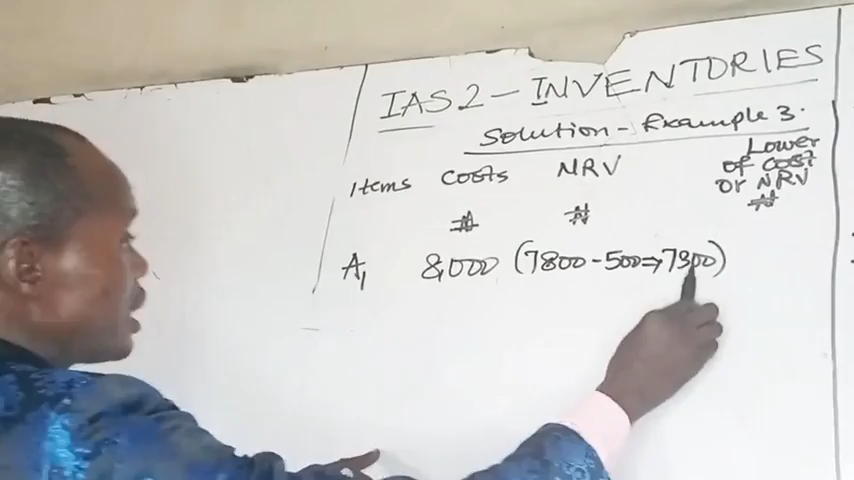 IAS 2 - INVENTORIES
Solution - Example 3.
Items Costs NRV Lower of cost or NRV
₦ ₦ ₦
A₁ 8,000 (7800 - 500 ⇒ 7300)